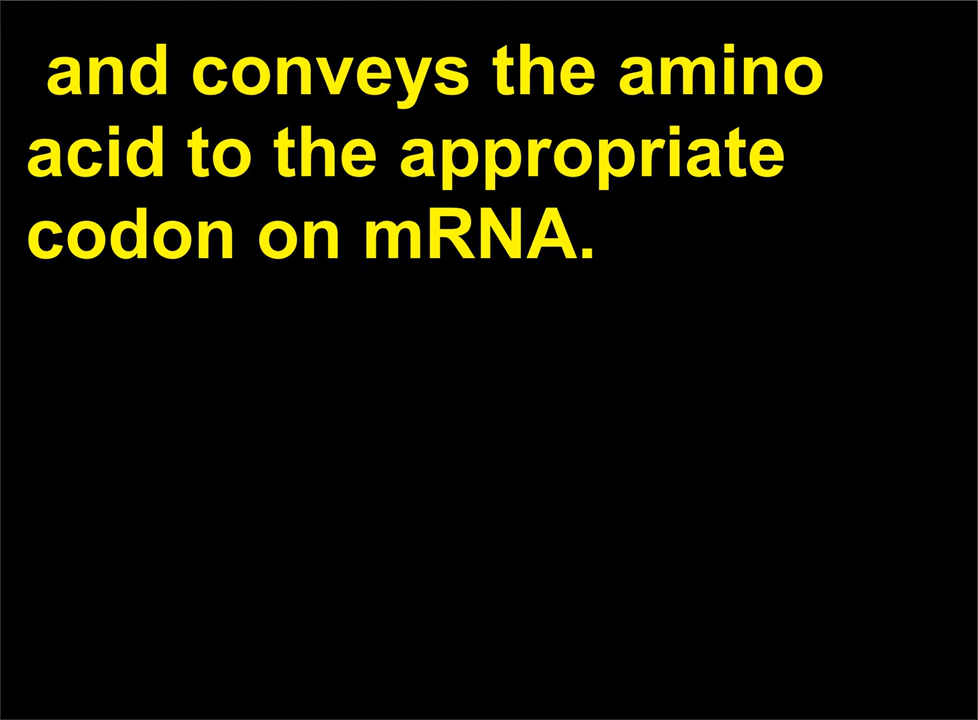 and conveys the amino
acid to the appropriate
codon on mRNA.